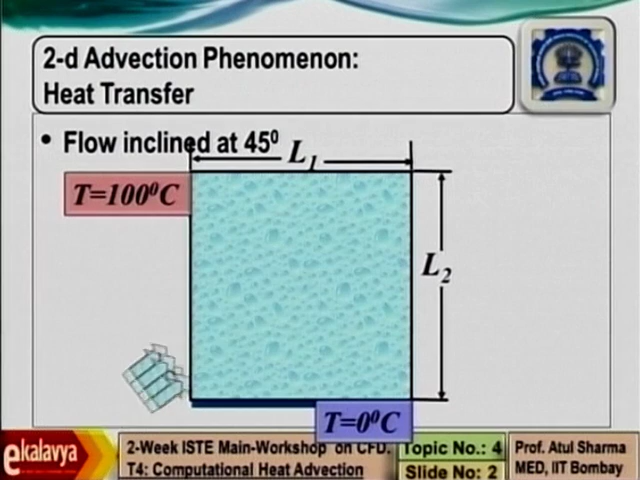 2-d Advection Phenomenon:
Heat Transfer
• Flow inclined at 45⁰
L₁
T=100⁰C
L₂
T=0⁰C
ekalavya
2-Week ISTE Main-Workshop on CFD.
T4: Computational Heat Advection
Topic No.: 4
Slide No: 2
Prof. Atul Sharma
MED, IIT Bombay